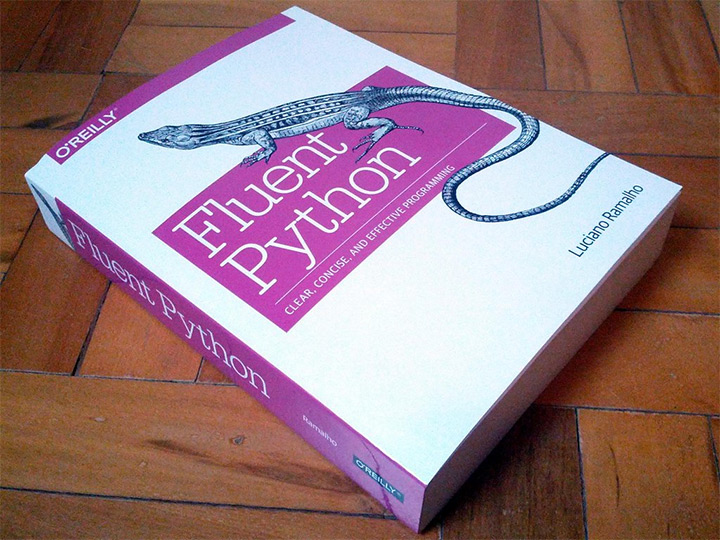 O'REILLY®
Fluent
Python
CLEAR, CONCISE, AND EFFECTIVE PROGRAMMING
Luciano Ramalho
Fluent Python
Ramalho
O'REILLY®